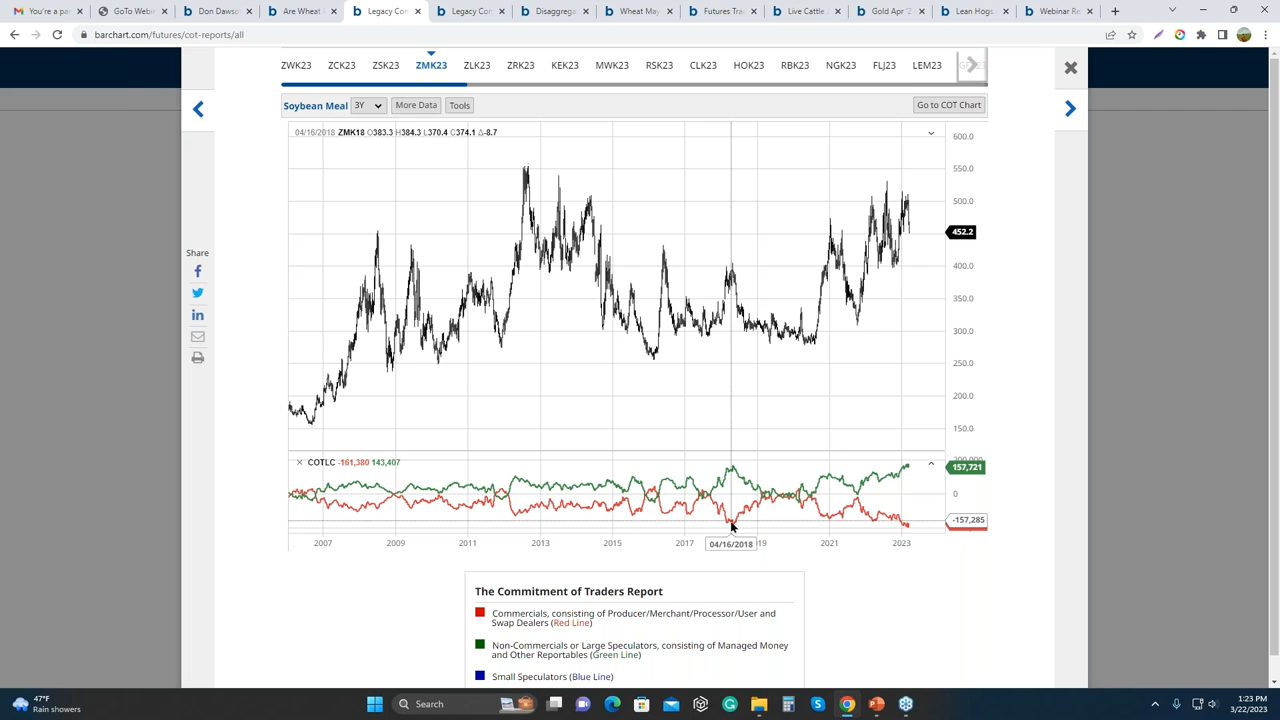 You're a pa
GoTo Webe
Don Dawso
Are Wheat
Legacy Con
Legacy Com
Disaggrega
Wheat May
Futures Tra
Live Cattle
Gold Apr '2
Lean Hogs
Webinar Re
barchart.com/futures/cot-reports/all
ZWK23 ZCK23 ZSK23 ZMK23 ZLK23 ZRK23 KEK23 MWK23 RSK23 CLK23 HOK23 RBK23 NGK23 FLJ23 LEM23
Soybean Meal 3Y More Data Tools Go to COT Chart
04/16/2018 ZMK18 O383.3 H384.3 L370.4 C374.1 Δ-8.7
600.0
550.0
500.0
452.2
400.0
350.0
300.0
250.0
200.0
150.0
Share
COTLC -161,380 143,407
200,000
157,721
0
-157,285
2007 2009 2011 2013 2015 2017 04/16/2018 19 2021 2023
The Commitment of Traders Report
Commercials, consisting of Producer/Merchant/Processor/User and
Swap Dealers (Red Line)
Non-Commercials or Large Speculators, consisting of Managed Money
and Other Reportables (Green Line)
Small Speculators (Blue Line)
47°F
Rain showers
Search
1:23 PM
3/22/2023